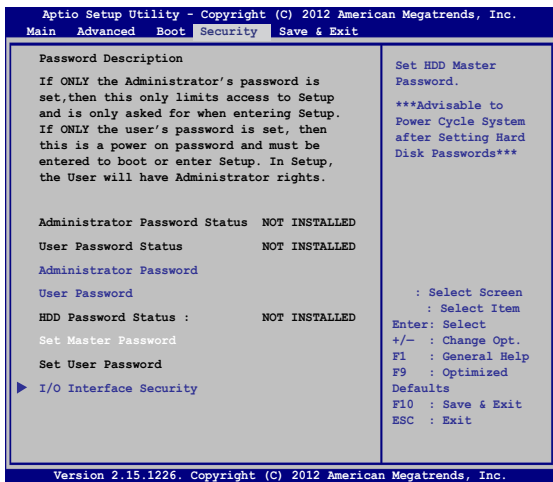 Aptio Setup Utility - Copyright (C) 2012 American Megatrends, Inc.
Main Advanced Boot Security Save & Exit
Password Description
If ONLY the Administrator's password is
set,then this only limits access to Setup
and is only asked for when entering Setup.
If ONLY the user's password is set, then
this is a power on password and must be
entered to boot or enter Setup. In Setup,
the User will have Administrator rights.
Administrator Password Status NOT INSTALLED
User Password Status NOT INSTALLED
Administrator Password
User Password
HDD Password Status : NOT INSTALLED
Set Master Password
Set User Password
I/O Interface Security
Set HDD Master
Password.
***Advisable to
Power Cycle System
after Setting Hard
Disk Passwords***
: Select Screen
: Select Item
Enter: Select
+/— : Change Opt.
F1 : General Help
F9 : Optimized
Defaults
F10 : Save & Exit
ESC : Exit
Version 2.15.1226. Copyright (C) 2012 American Megatrends, Inc.